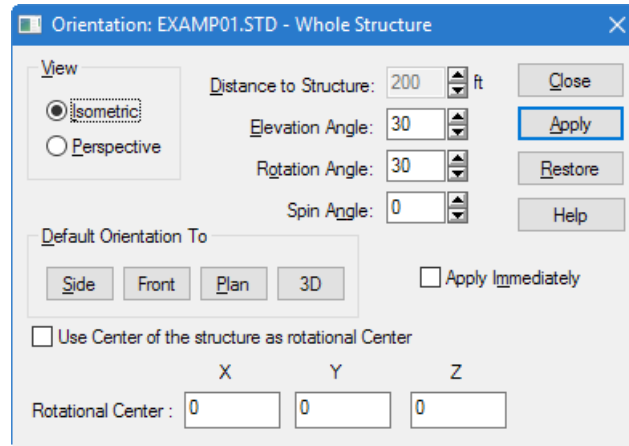 Orientation: EXAMP01.STD - Whole Structure
View
Isometric
Perspective
Distance to Structure: 200 ft
Elevation Angle: 30
Rotation Angle: 30
Spin Angle: 0
Close
Apply
Restore
Help
Default Orientation To
Side Front Plan 3D
Apply Immediately
Use Center of the structure as rotational Center
X Y Z
Rotational Center : 0 0 0